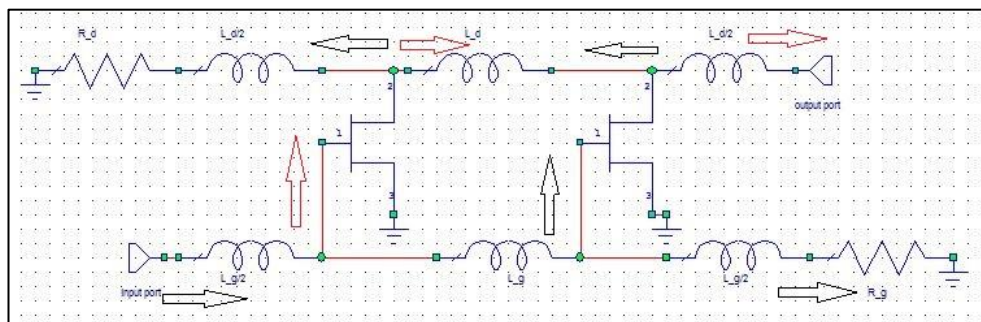 R_d
L_d/2
L_d
L_d/2
2
2
output port
1
1
3
3
L_g/2
L_g
L_g/2
input port
R_g